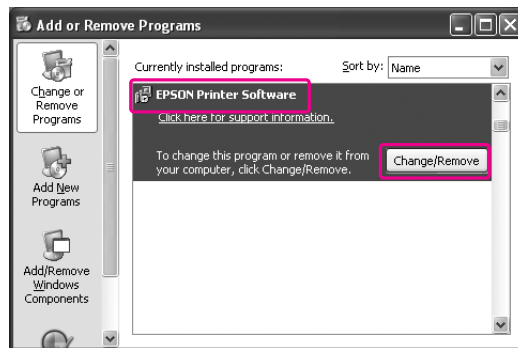 Add or Remove Programs
Change or
Remove
Programs
Add New
Programs
Add/Remove
Windows
Components
Currently installed programs:
Sort by:
Name
EPSON Printer Software
Click here for support information.
To change this program or remove it from
your computer, click Change/Remove.
Change/Remove